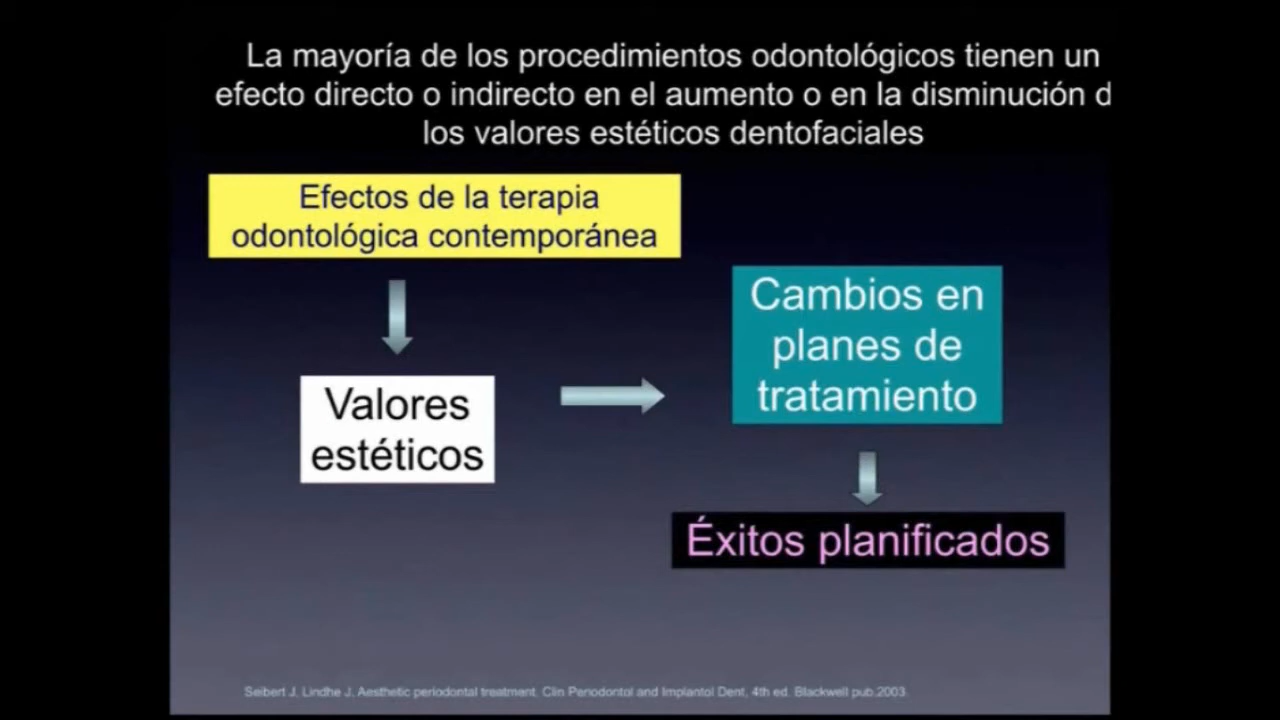 La mayoría de los procedimientos odontológicos tienen un
efecto directo o indirecto en el aumento o en la disminución d
los valores estéticos dentofaciales
Efectos de la terapia
odontológica contemporánea
Cambios en
planes de
tratamiento
Valores
estéticos
Éxitos planificados
Seibert J. Lindhe J. Aesthetic periodontal treatment. Clin Periodontol and Implantol Dent, 4th ed. Blackwell pub.2003.